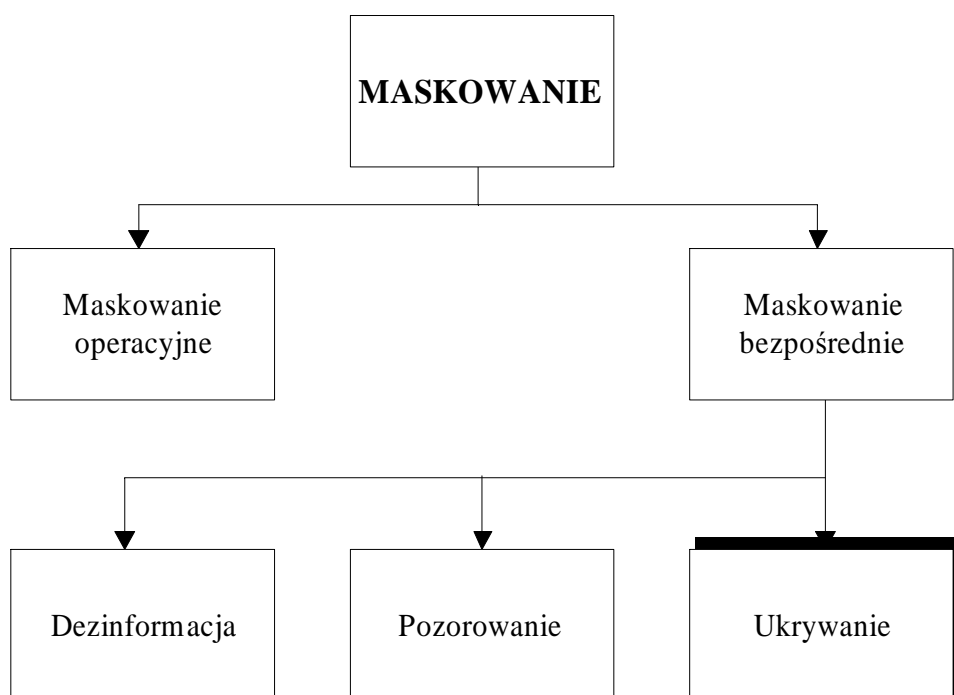 MASKOWANIE
Maskowanie
operacyjne
Maskowanie
bezpośrednie
Dezinformacja
Pozorowanie
Ukrywanie